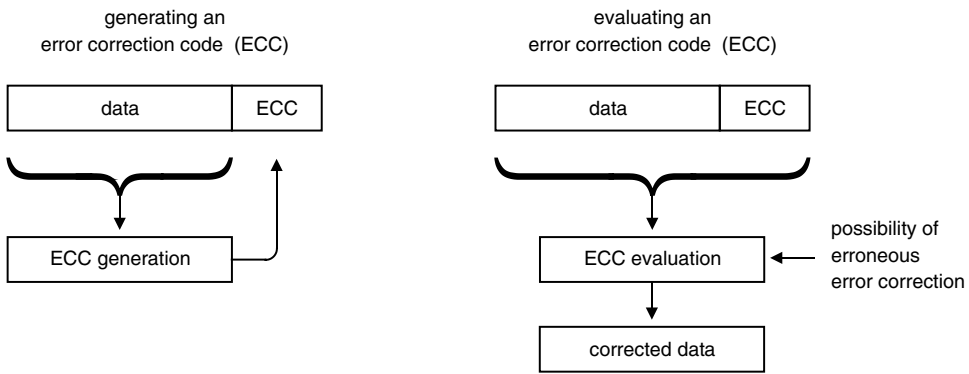 generating an
error correction code (ECC)
data
ECC
ECC generation
evaluating an
error correction code (ECC)
data
ECC
ECC evaluation
possibility of
erroneous
error correction
corrected data